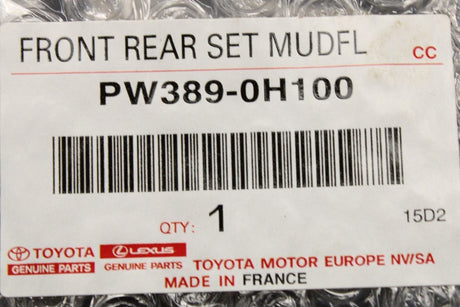 FRONT REAR SET MUDFL CC
PW389-0H100
QTY: 1 15D2
TOYOTA LEXUS
GENUINE PARTS GENUINE PARTS TOYOTA MOTOR EUROPE NV/SA
MADE IN FRANCE